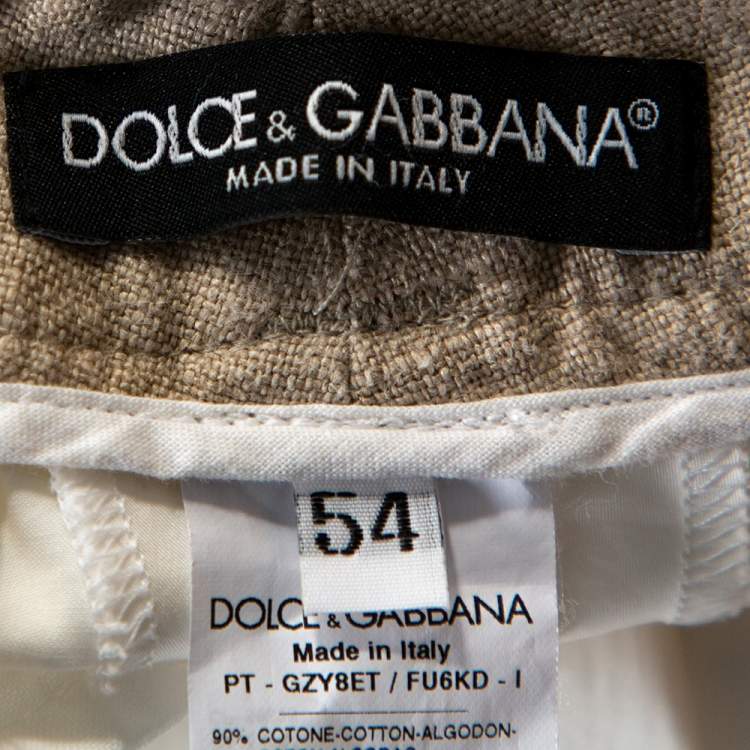 DOLCE & GABBANA®
MADE IN ITALY
54
DOLCE & GABBANA
Made in Italy
PT - GZY8ET / FU6KD - I
90% COTONE-COTTON-ALGODON-